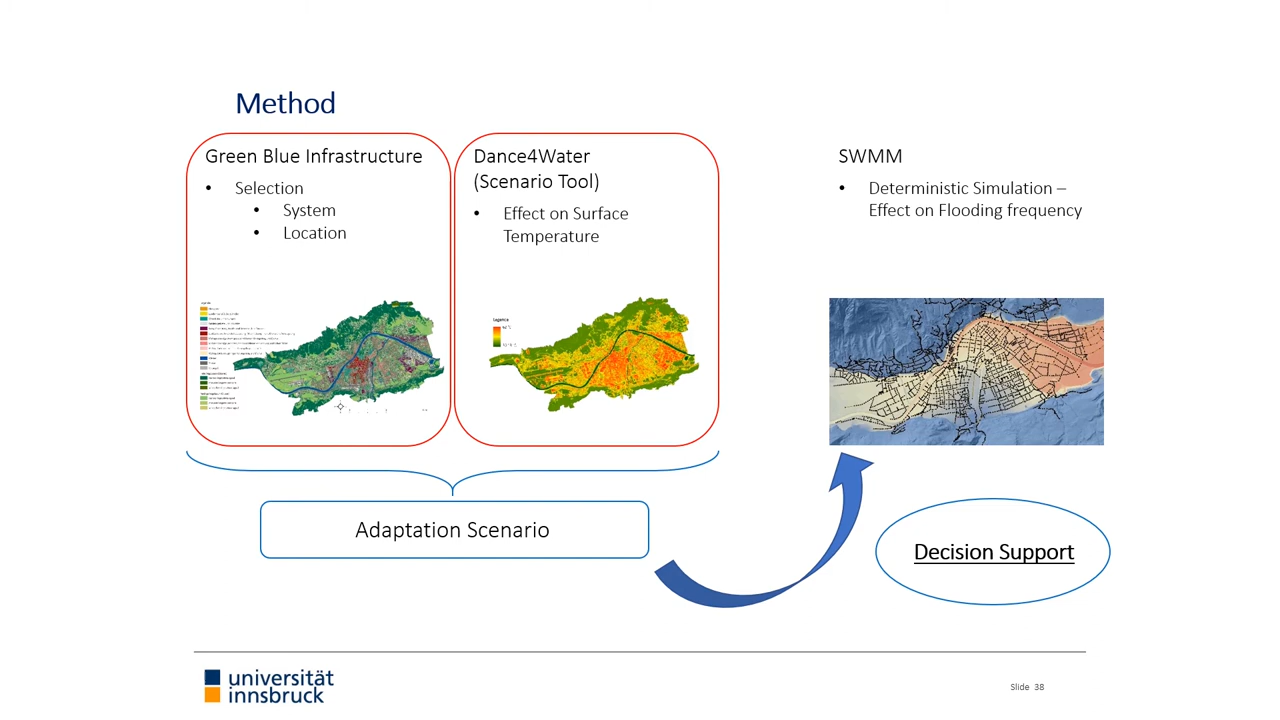 Method
Green Blue Infrastructure
• Selection
• System
• Location
Dance4Water
(Scenario Tool)
• Effect on Surface
Temperature
SWMM
• Deterministic Simulation –
Effect on Flooding frequency
Adaptation Scenario
Decision Support
universität
innsbruck
Slide 38